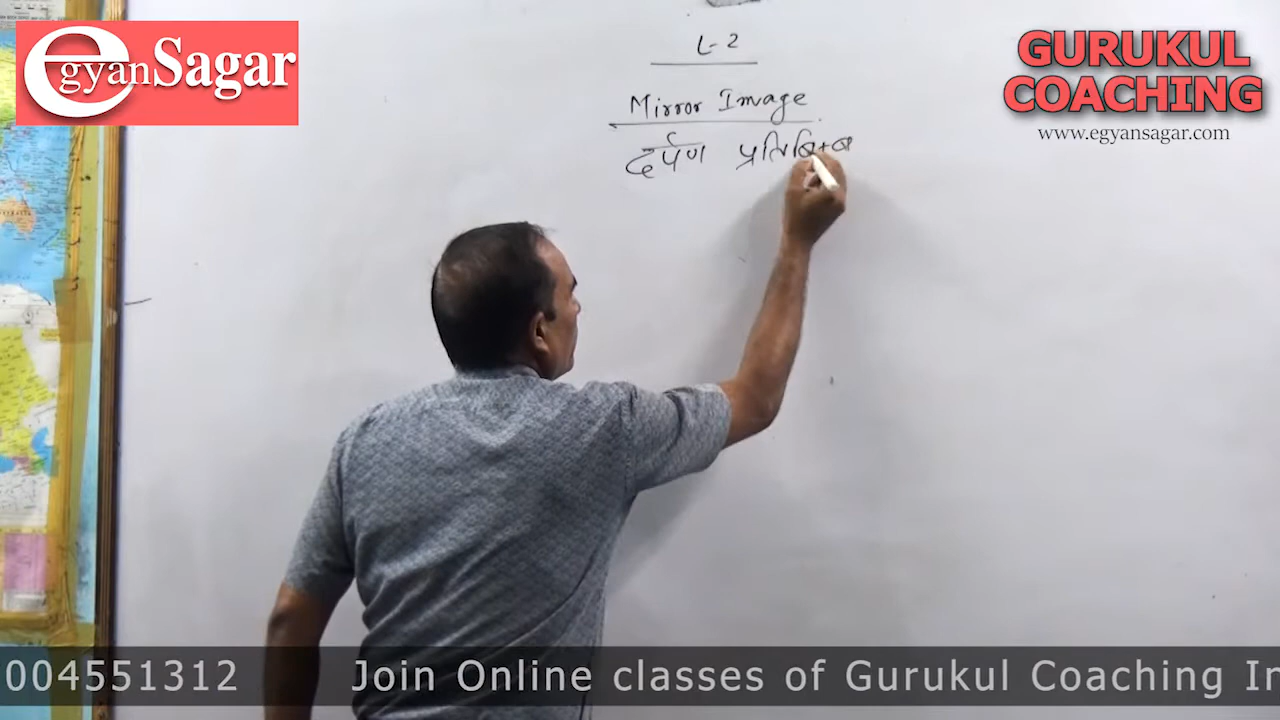 egyanSagar
GURUKUL
COACHING
www.egyansagar.com
L-2
Mirror Image
दर्पण प्रतिबिम्ब
004551312 Join Online classes of Gurukul Coaching In